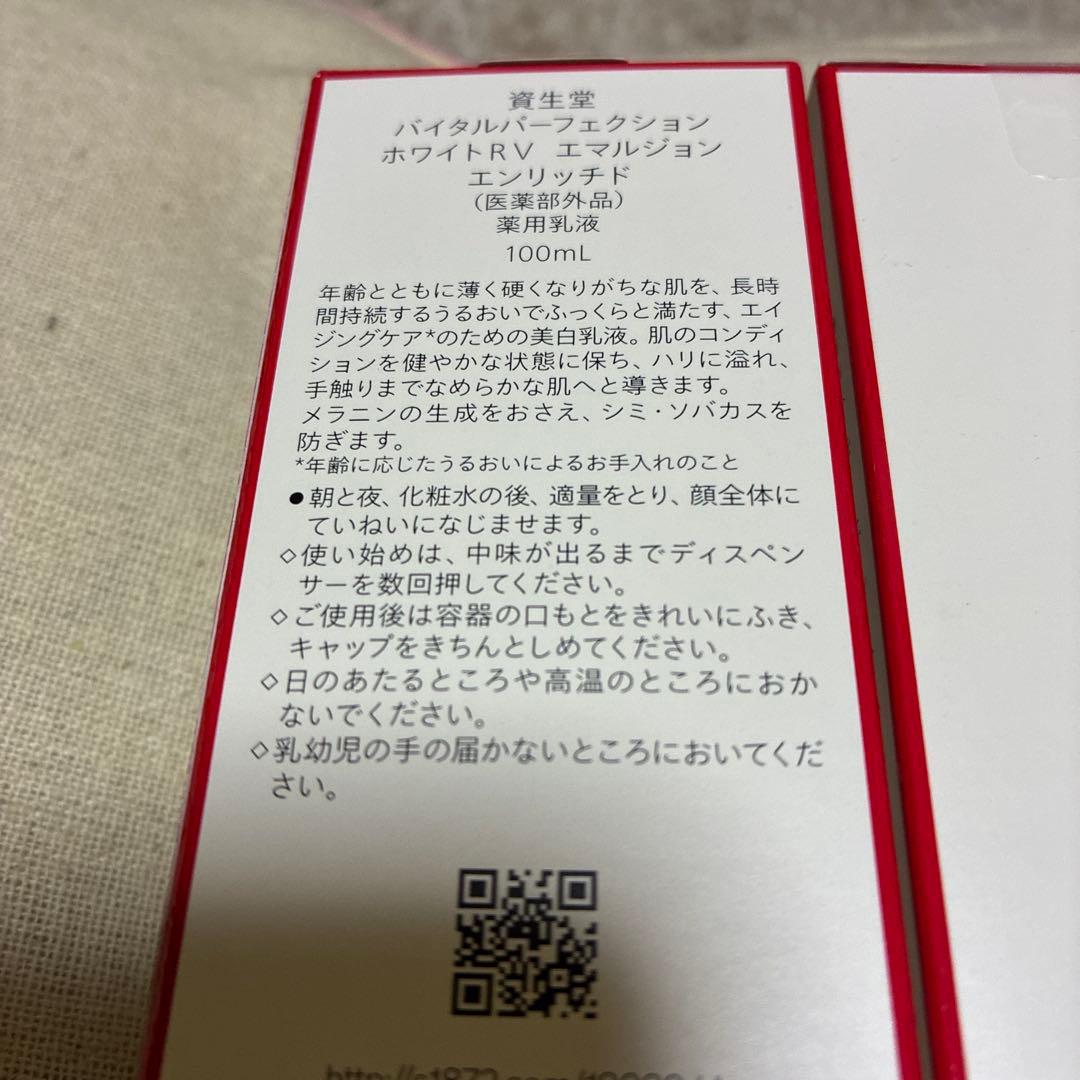 資生堂
バイタルパーフェクション
ホワイトRV エマルジョン
エンリッチド
(医薬部外品)
薬用乳液
100mL
年齢とともに薄く硬くなりがちな肌を、長時
間持続するうるおいでふっくらと満たす、エイ
ジングケア*のための美白乳液。肌のコンディ
ションを健やかな状態に保ち、ハリに溢れ、
手触りまでなめらかな肌へと導きます。
メラニンの生成をおさえ、シミ・ソバカスを
防ぎます。
*年齢に応じたうるおいによるお手入れのこと
●朝と夜、化粧水の後、適量をとり、顔全体に
ていねいになじませます。
◇使い始めは、中味が出るまでディスペン
サーを数回押してください。
◇ご使用後は容器の口もとをきれいにふき、
キャップをきちんとしめてください。
◇日のあたるところや高温のところにおか
ないでください。
◇乳幼児の手の届かないところにおいてくだ
さい。